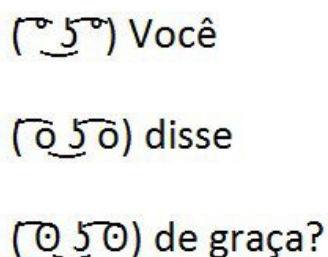 ( ͡° ͜ʖ ͡°) Você
( ͡o ͜ʖ ͡o) disse
( ͡ʘ ͜ʖ ͡ʘ) de graça?